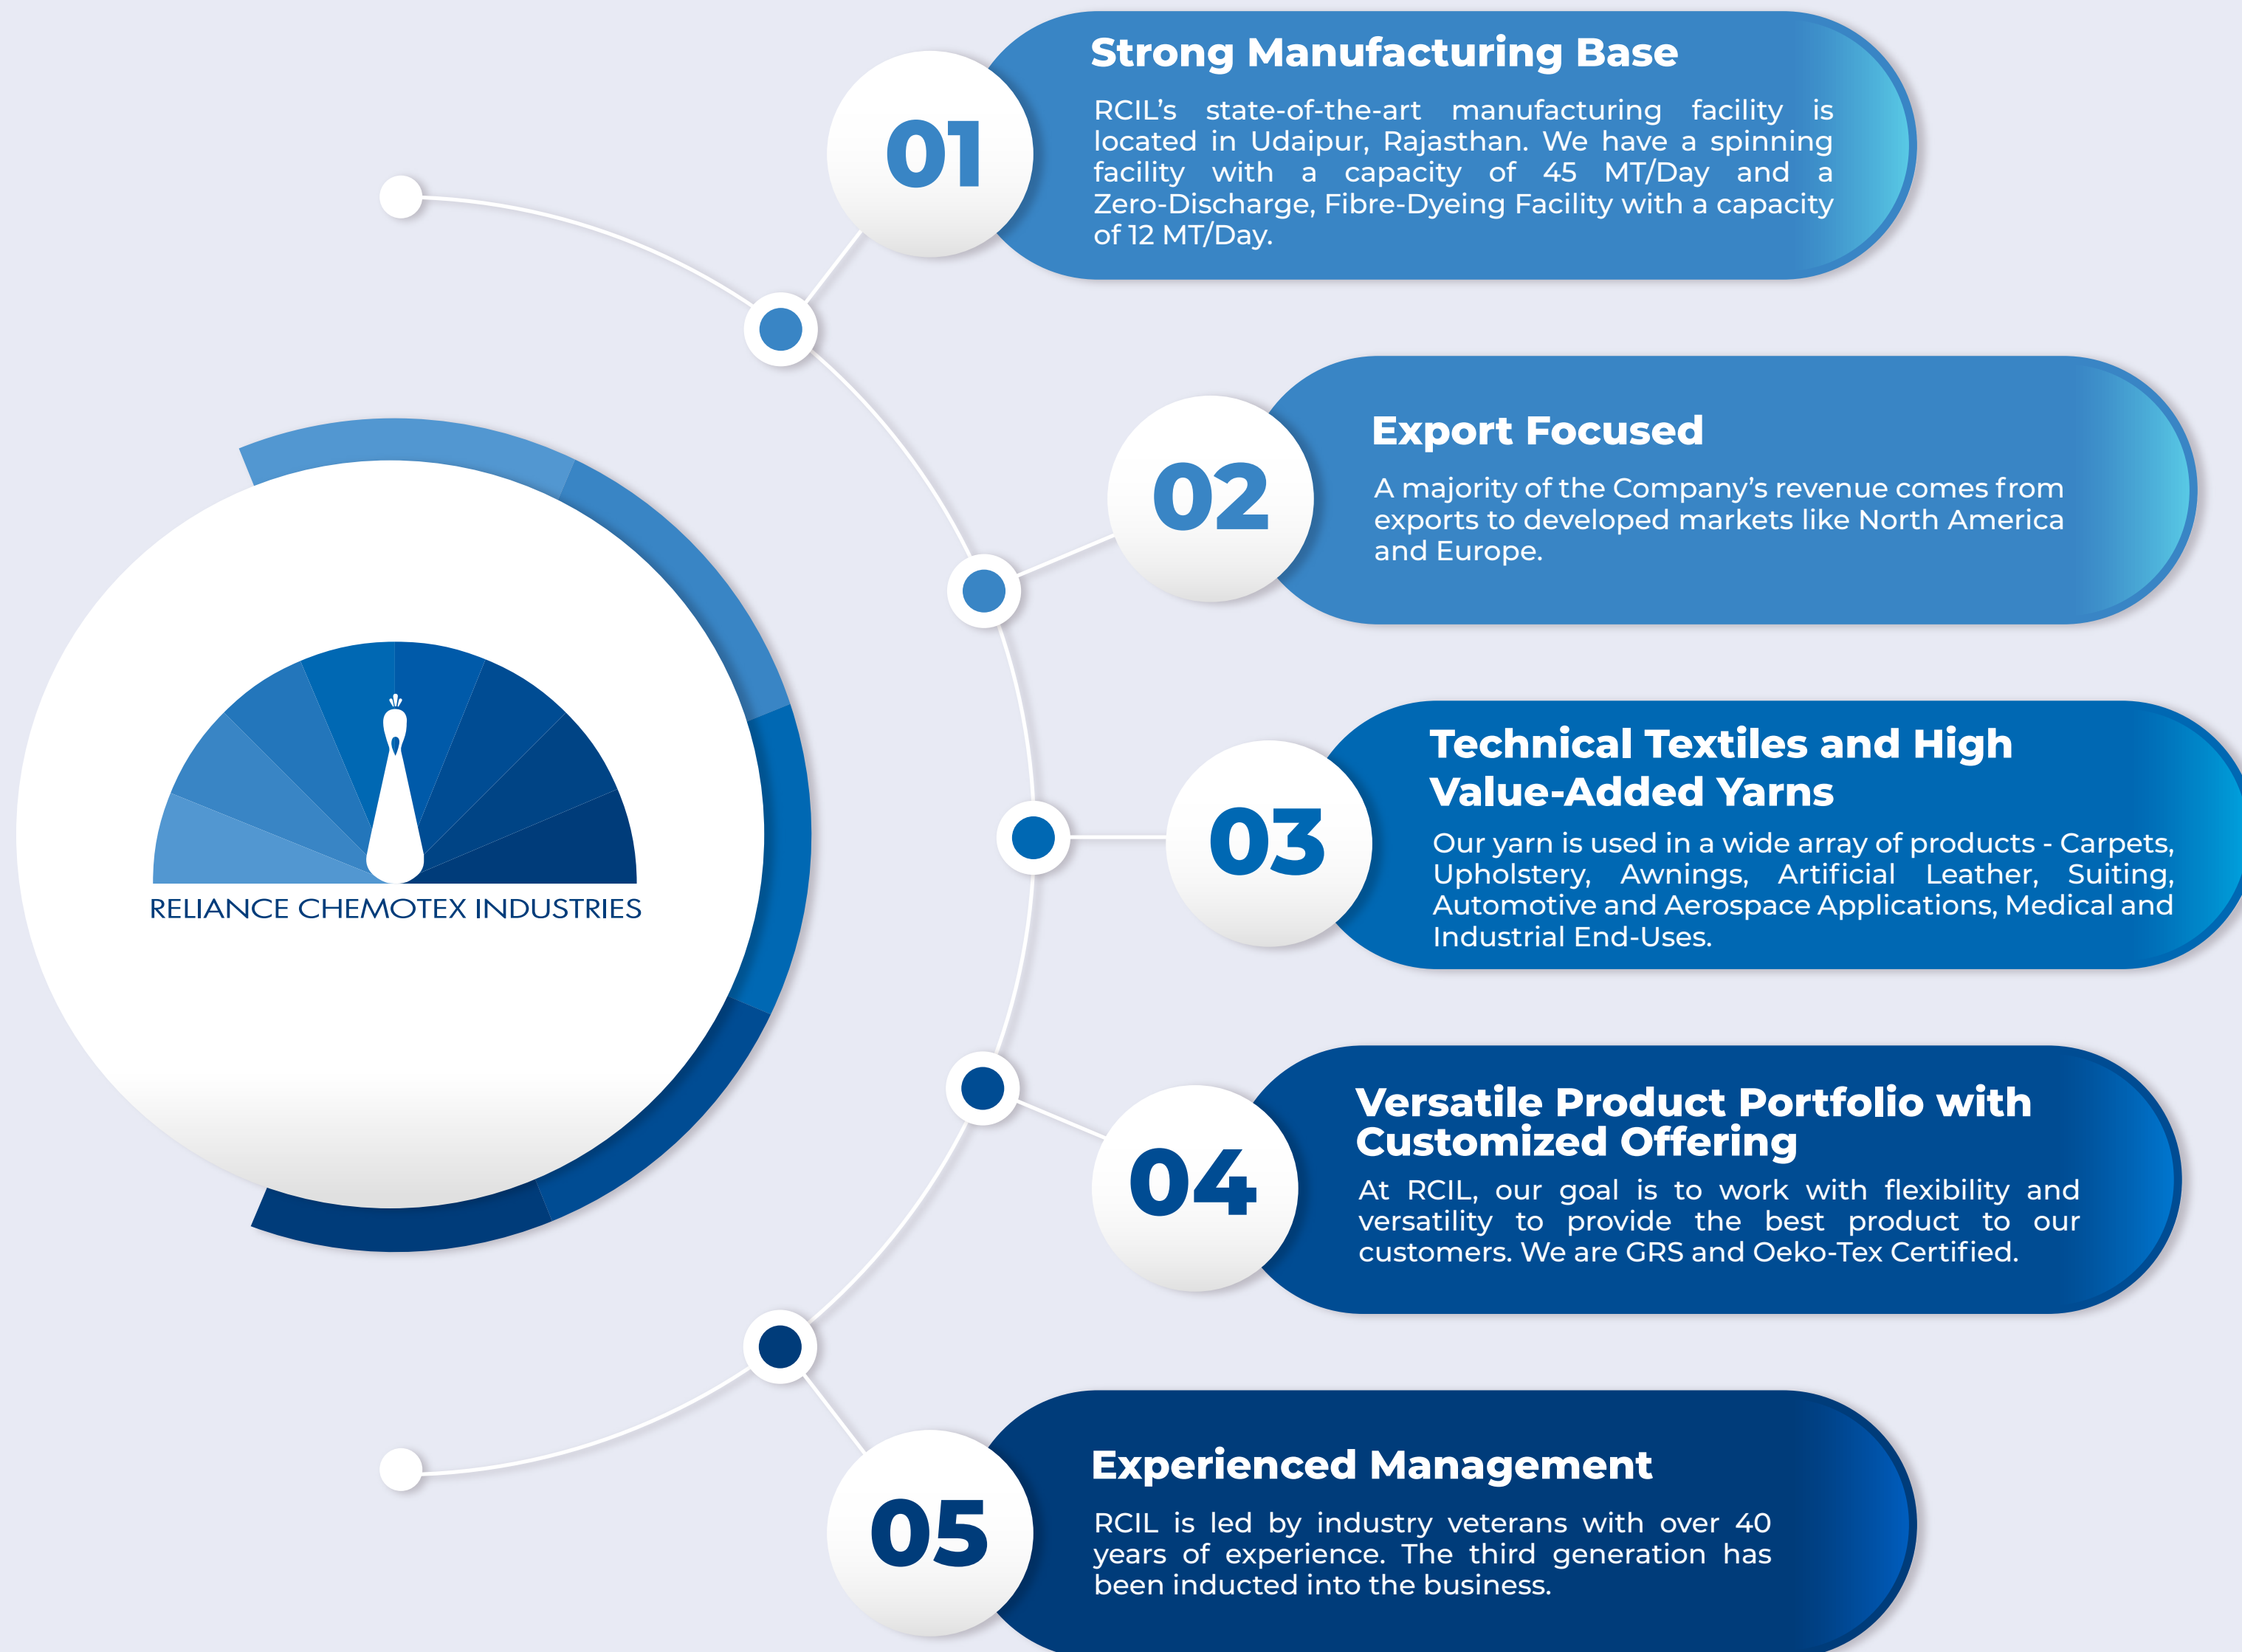 01
Strong Manufacturing Base
RCIL’s state-of-the-art manufacturing facility is
located in Udaipur, Rajasthan. We have a spinning
facility with a capacity of 45 MT/Day and a
Zero-Discharge, Fibre-Dyeing Facility with a capacity
of 12 MT/Day.
02
Export Focused
A majority of the Company’s revenue comes from
exports to developed markets like North America
and Europe.
RELIANCE CHEMOTEX INDUSTRIES
03
Technical Textiles and High
Value-Added Yarns
Our yarn is used in a wide array of products - Carpets,
Upholstery, Awnings, Artificial Leather, Suiting,
Automotive and Aerospace Applications, Medical and
Industrial End-Uses.
04
Versatile Product Portfolio with
Customized Offering
At RCIL, our goal is to work with flexibility and
versatility to provide the best product to our
customers. We are GRS and Oeko-Tex Certified.
05
Experienced Management
RCIL is led by industry veterans with over 40
years of experience. The third generation has
been inducted into the business.